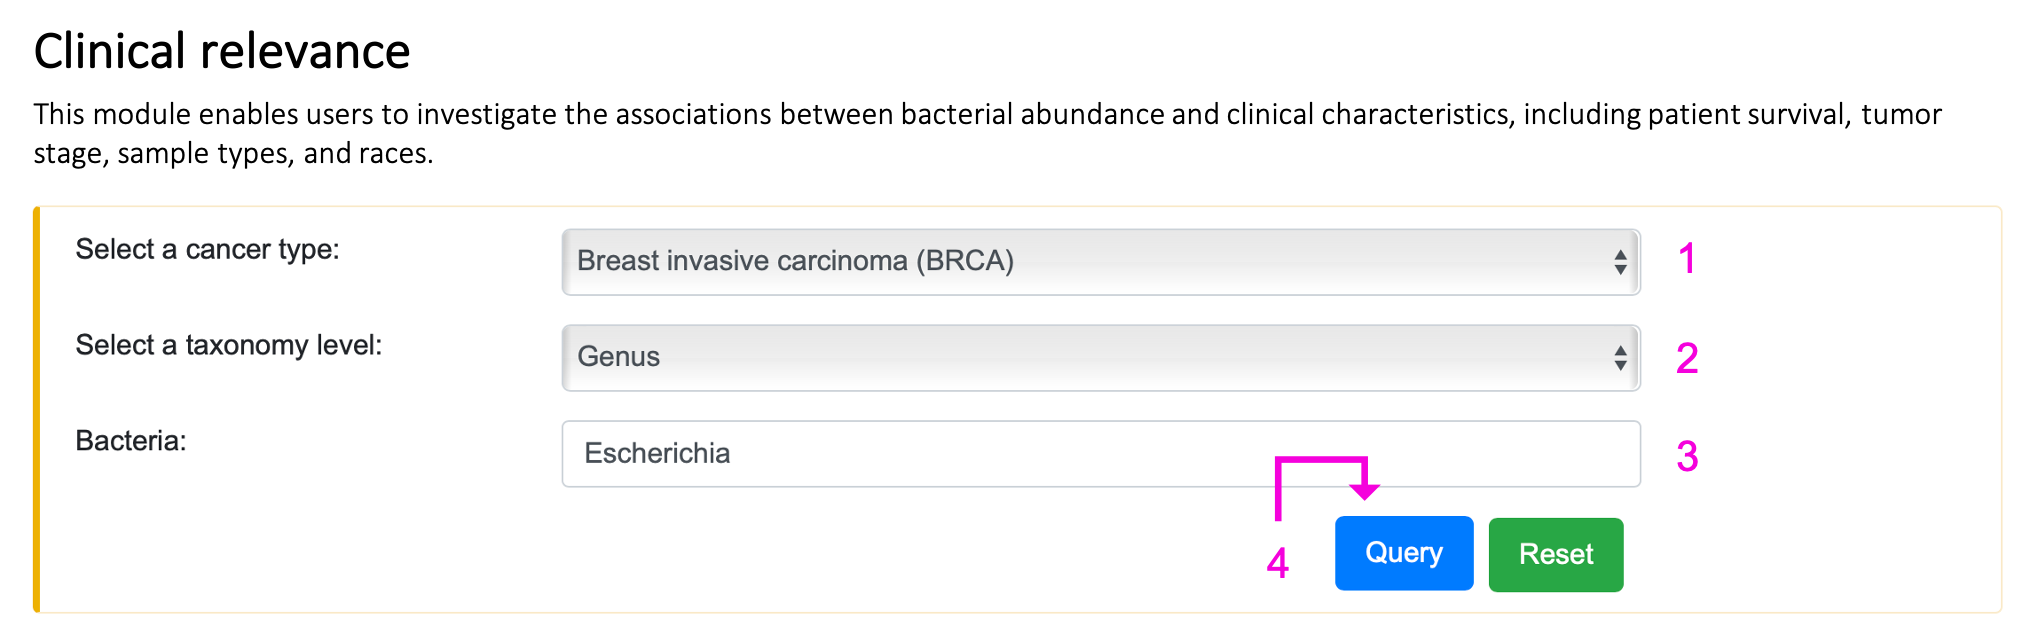 Clinical relevance
This module enables users to investigate the associations between bacterial abundance and clinical characteristics, including patient survival, tumor
stage, sample types, and races.
Select a cancer type:
Breast invasive carcinoma (BRCA)
1
Select a taxonomy level:
Genus
2
Bacteria:
Escherichia
3
4
Query
Reset